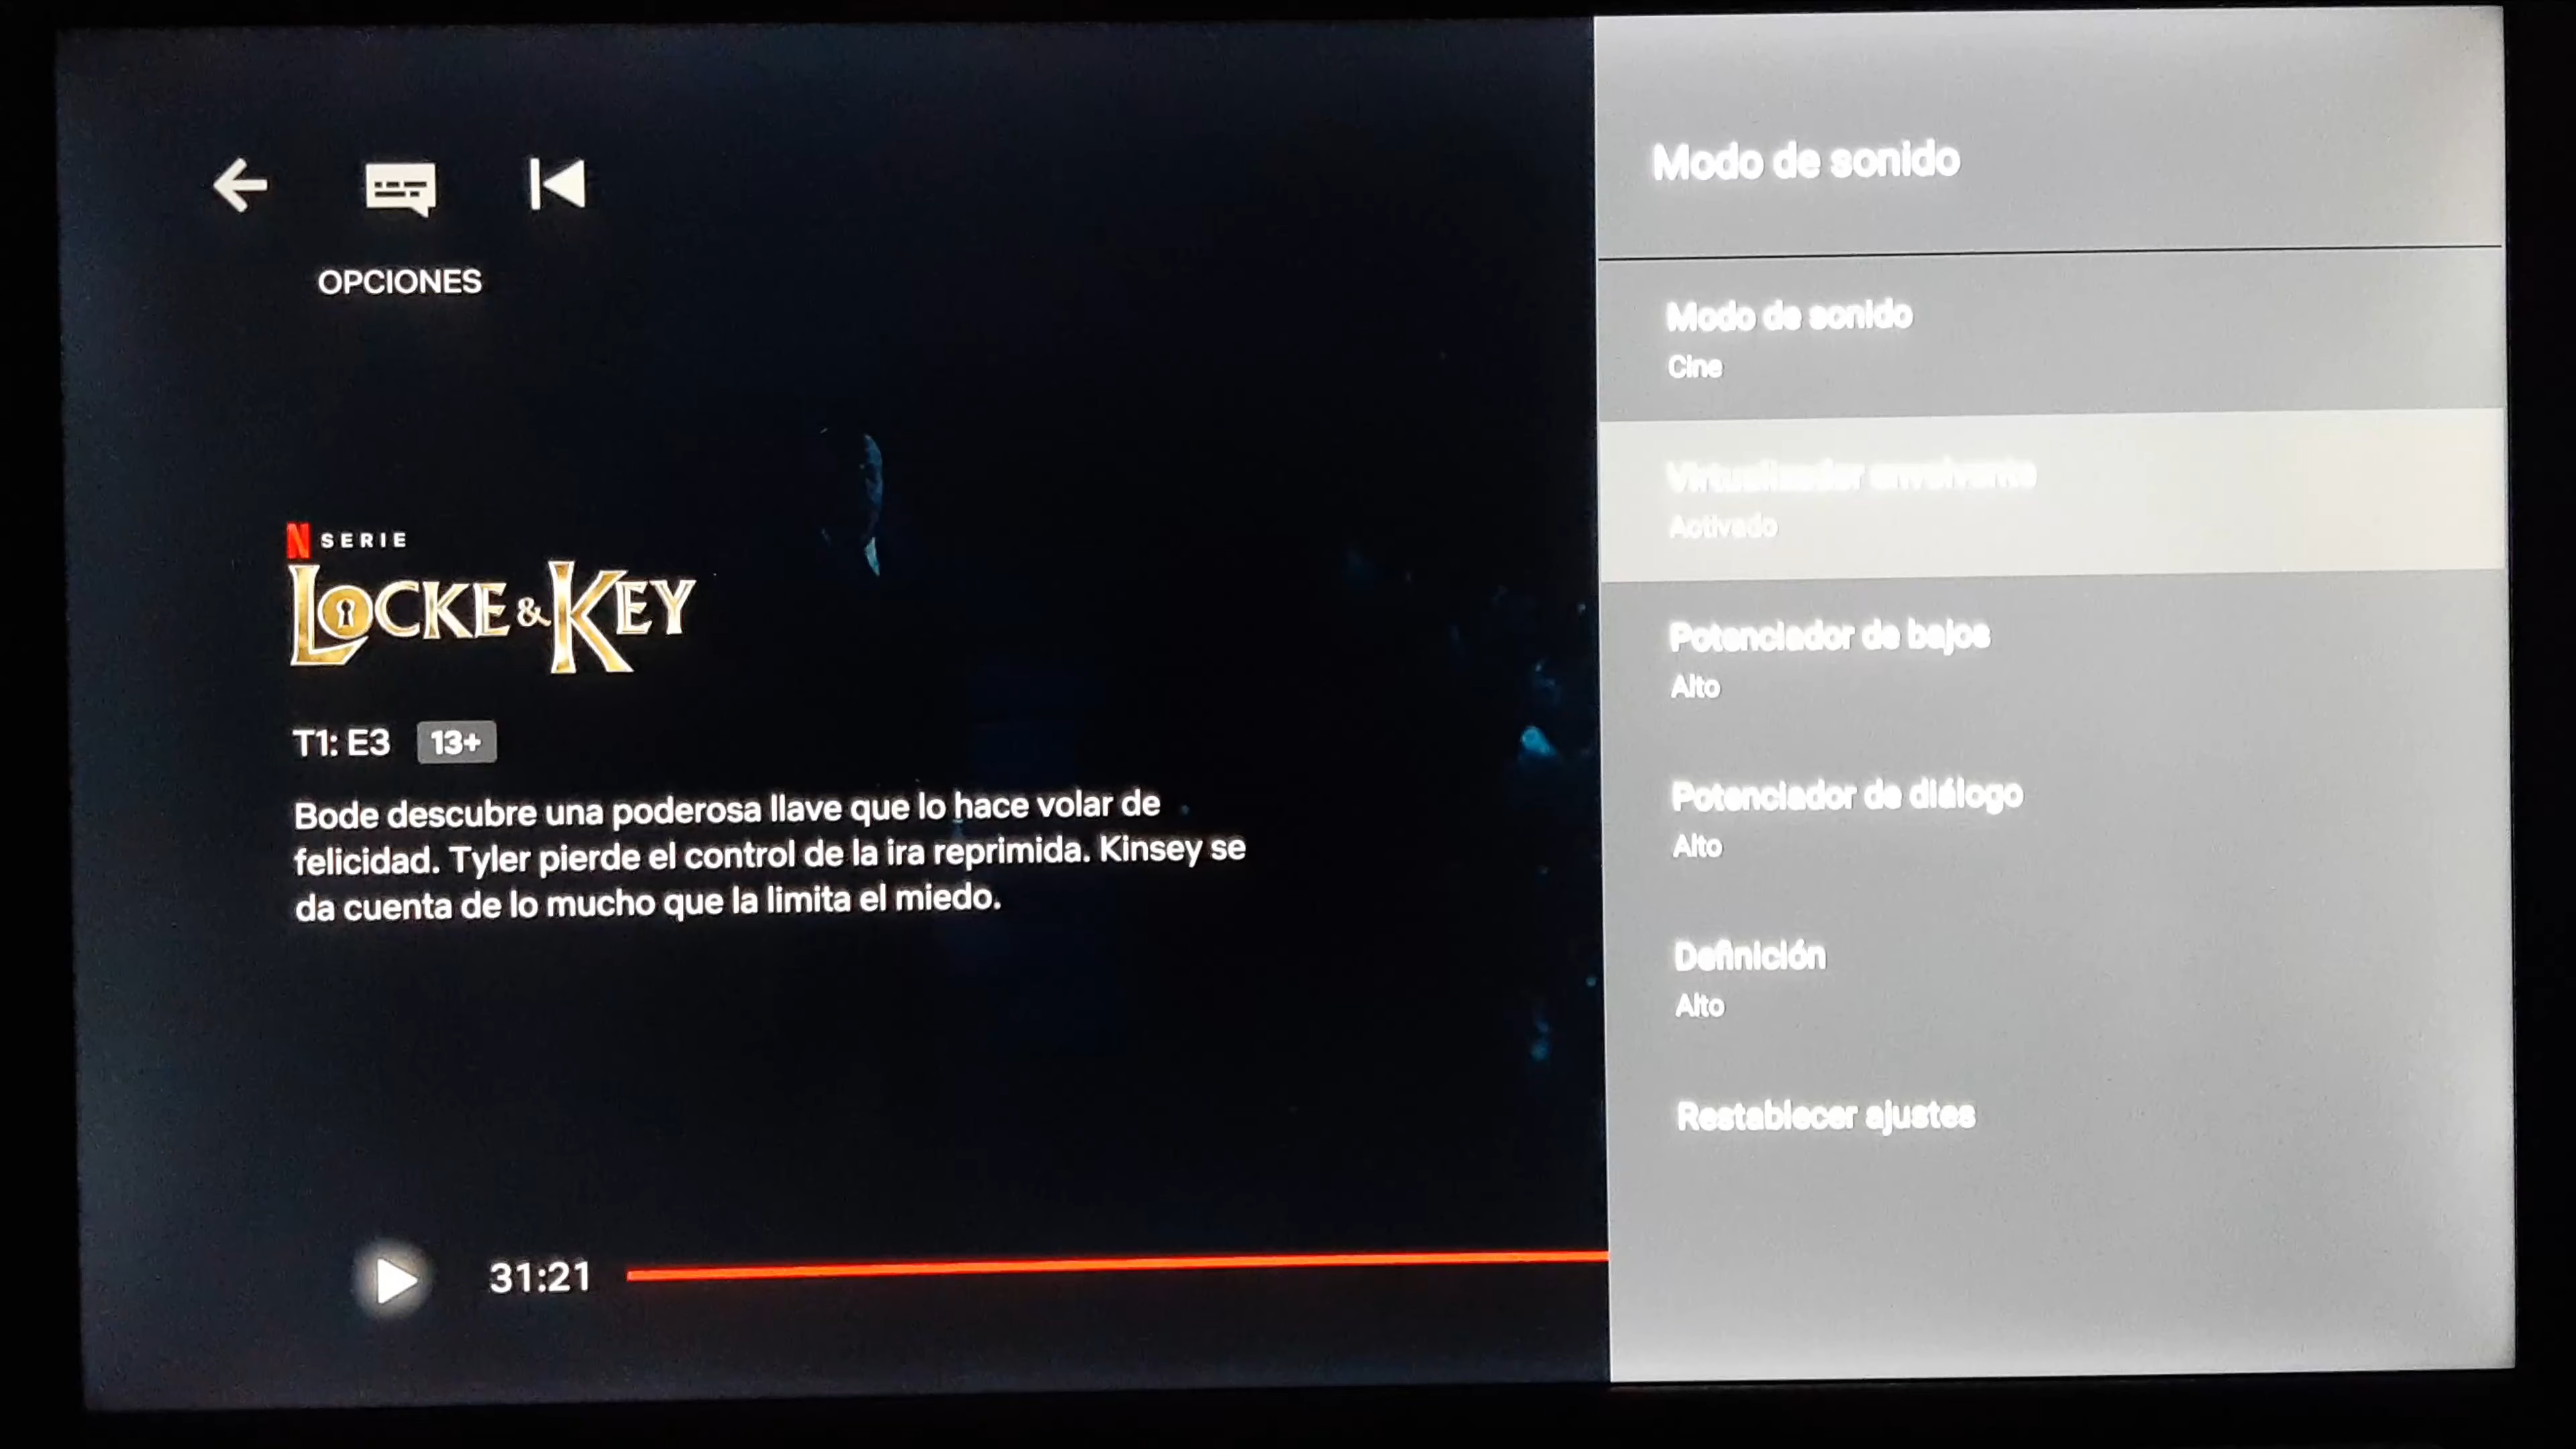 OPCIONES
N SERIE
LOCKE & KEY
T1: E3 13+
Bode descubre una poderosa llave que lo hace volar de
felicidad. Tyler pierde el control de la ira reprimida. Kinsey se
da cuenta de lo mucho que la limita el miedo.
31:21
Modo de sonido
Modo de sonido
Cine
Virtualizador envolvente
Activado
Potenciador de bajos
Alto
Potenciador de diálogo
Alto
Definición
Alto
Restablecer ajustes